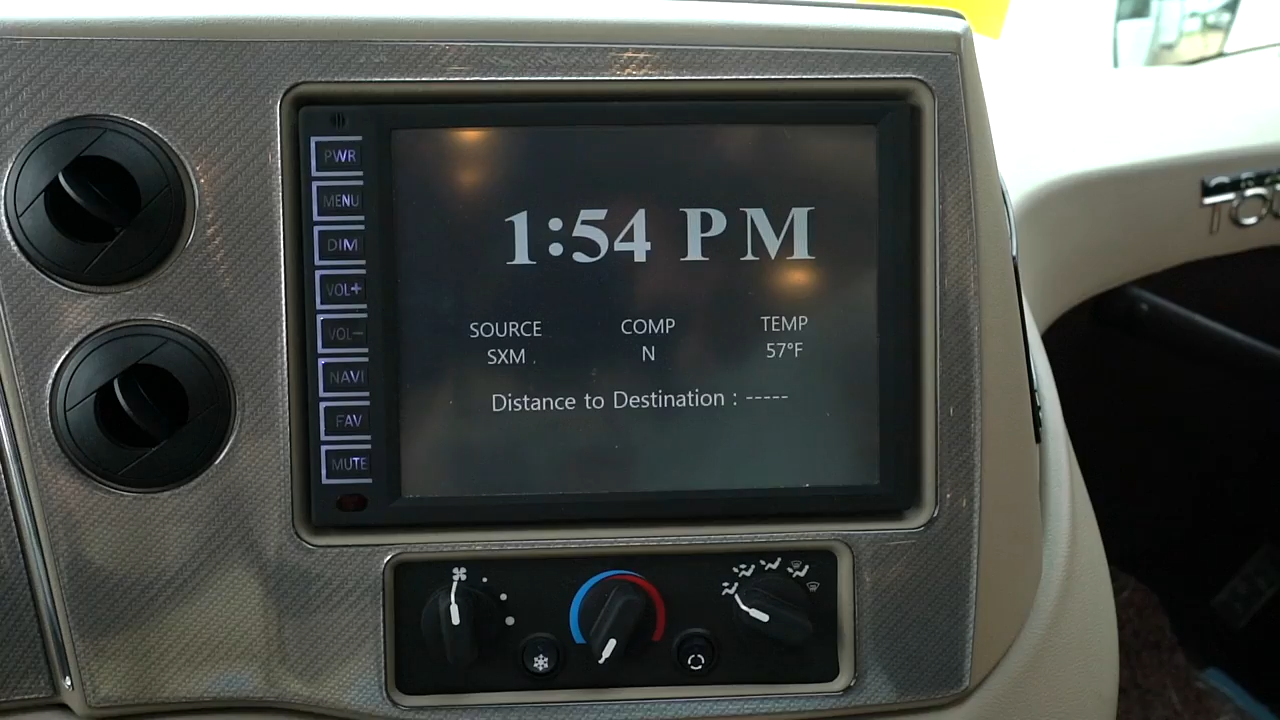 PWR
MENU
DIM
VOL+
VOL-
NAVI
FAV
MUTE
1:54 PM
SOURCE COMP TEMP
SXM N 57°F
Distance to Destination : -----